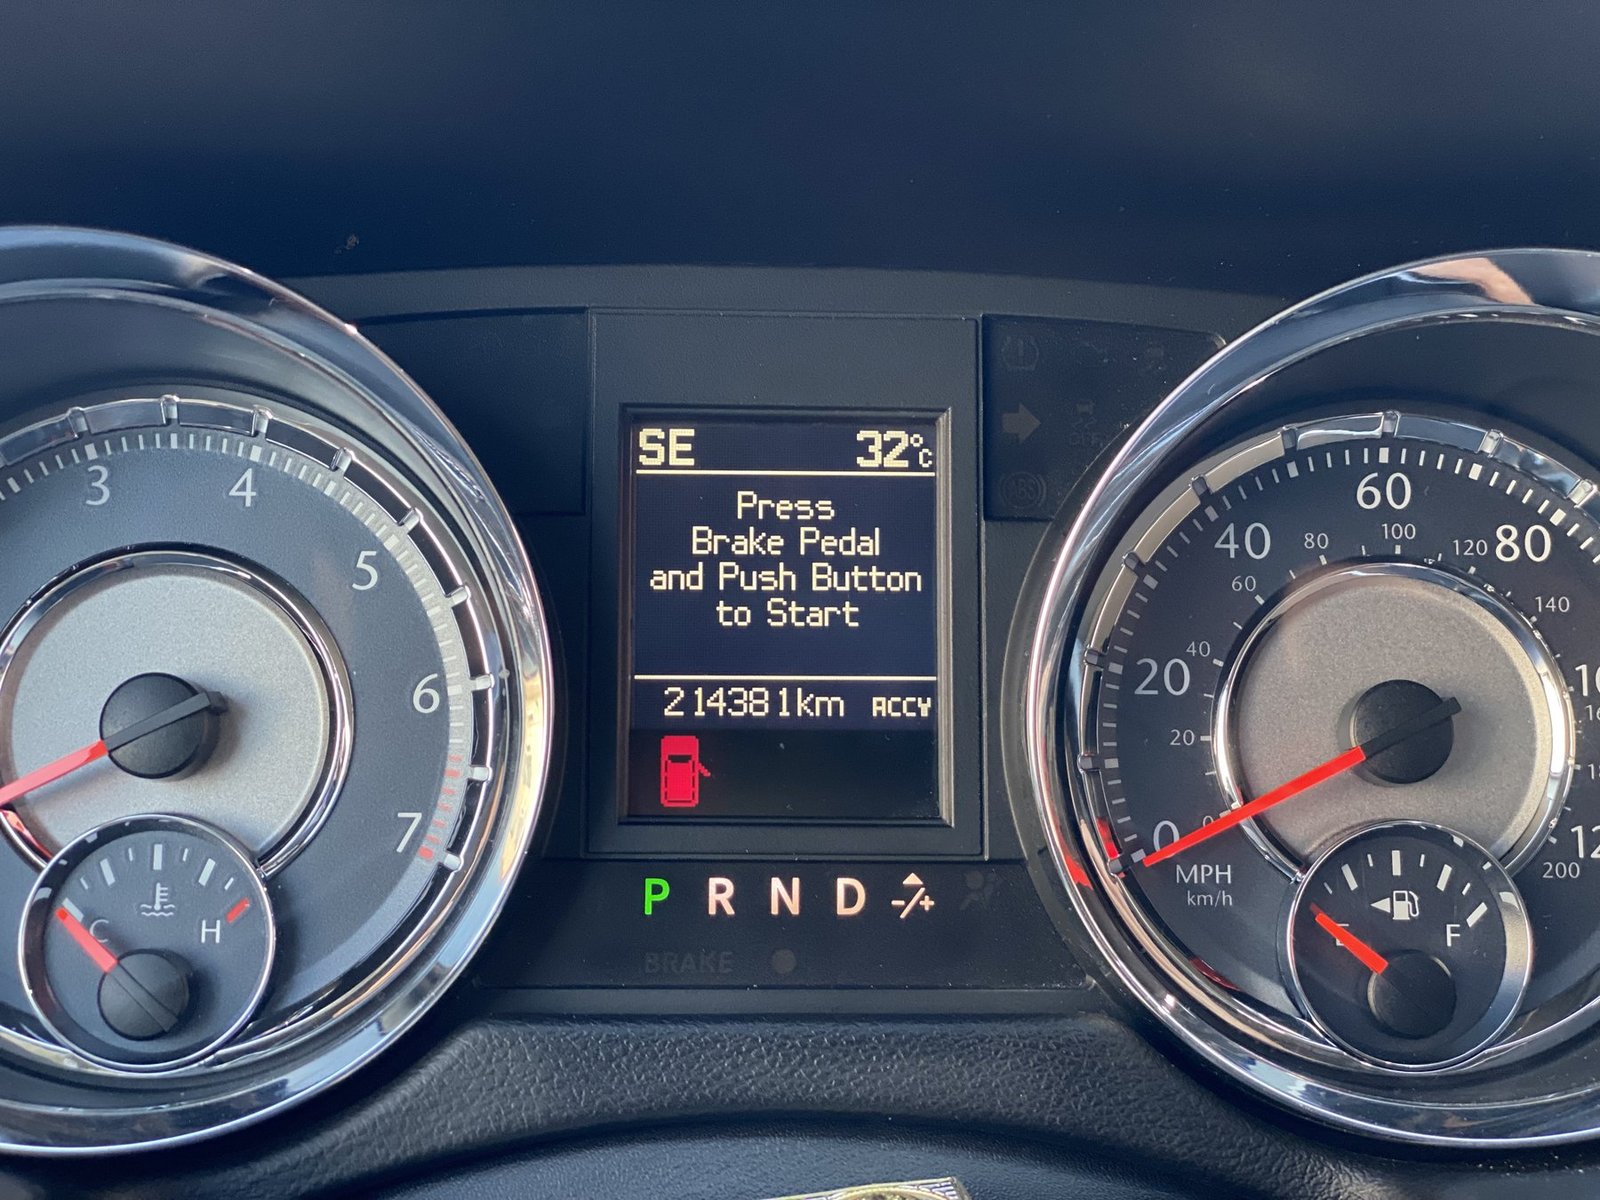 SE 32°C
Press
Brake Pedal
and Push Button
to Start
214381km ACCY
P R N D -/+
BRAKE
3
4
5
6
7
C H
0
20
40
60
80
20
40
60
80
100
120
140
200
MPH
km/h
E F